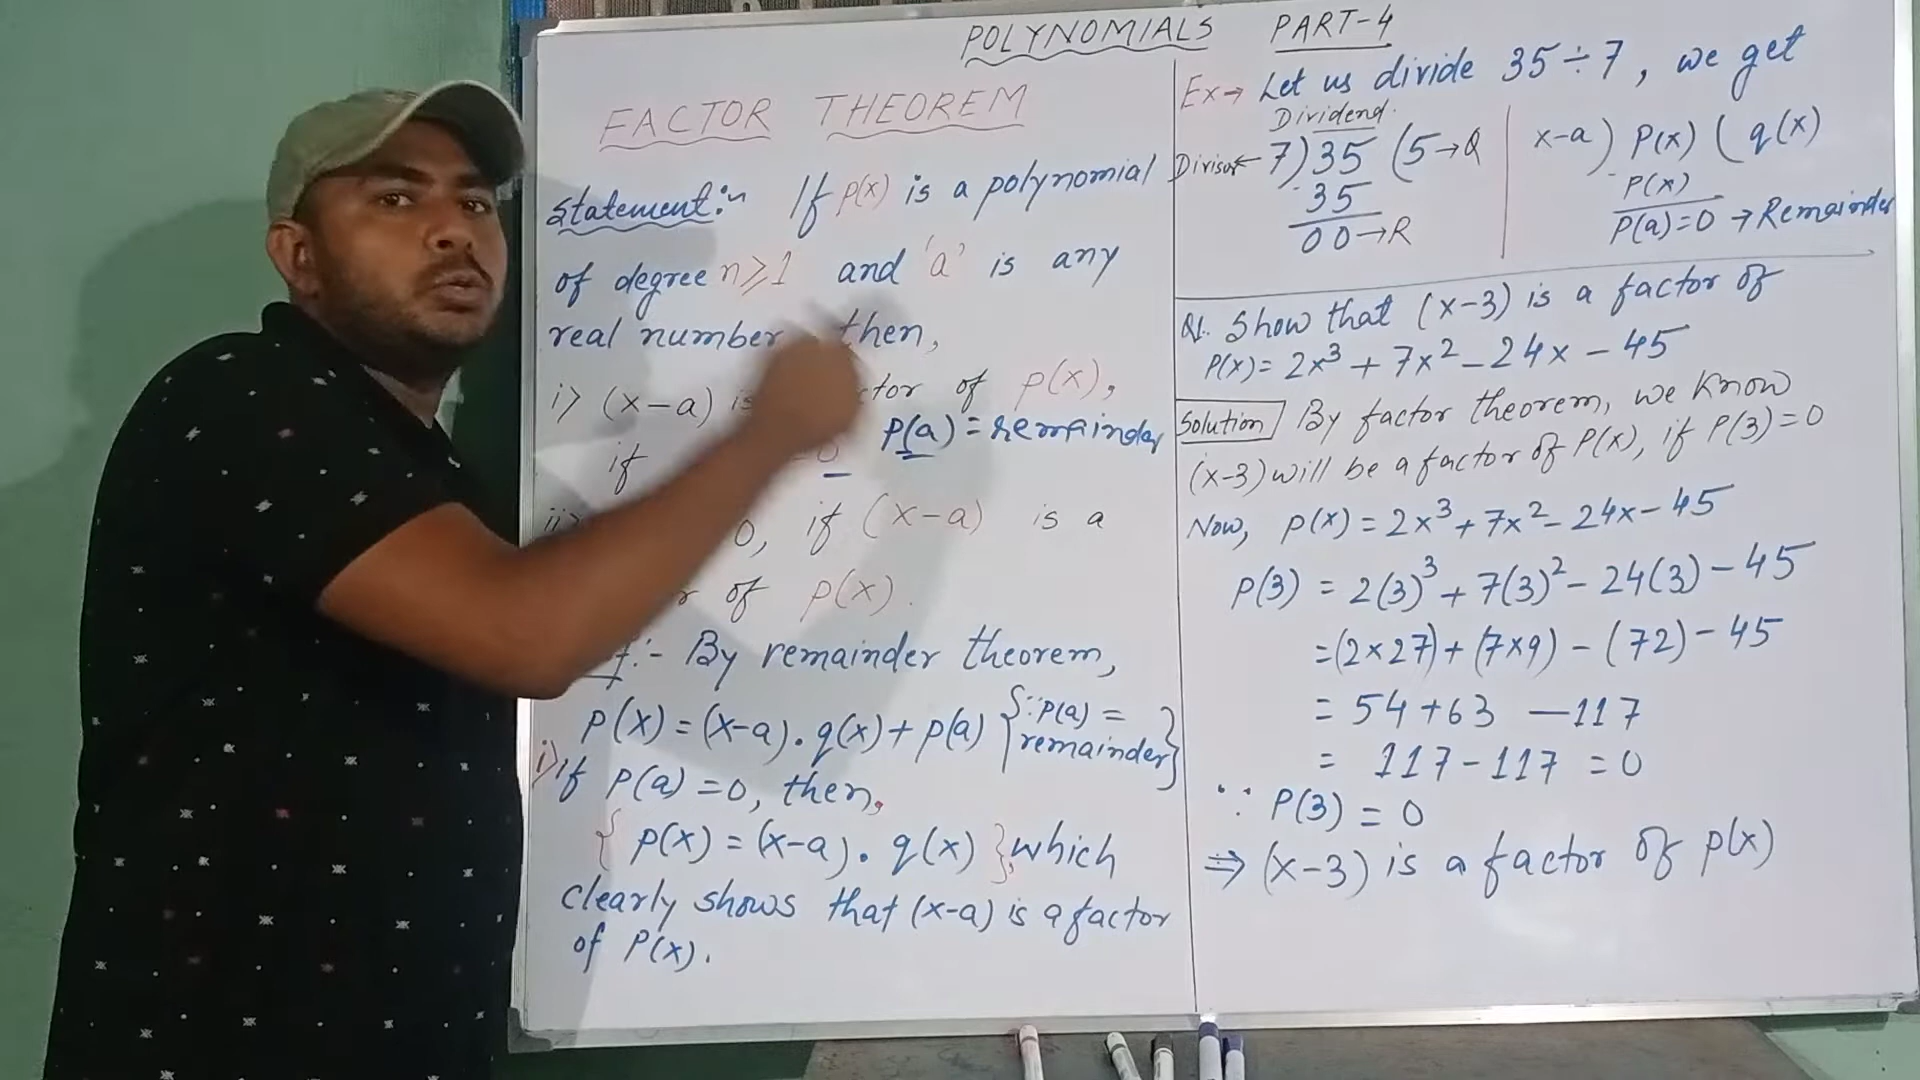 POLYNOMIALS PART-4
FACTOR THEOREM
Statement:~ If p(x) is a polynomial
of degree n⩾1 and 'a' is any
real number then,
i> (x-a) is of p(x),
if 0 P(a) = remainder
ii> 0, if (x-a) is a
of p(x).
:- By remainder theorem,
p(x) = (x-a). q(x) + p(a) {∵ p(a) =
remainder}
i> if p(a) = 0, then,
{ p(x) = (x-a). q(x) }, which
clearly shows that (x-a) is a factor
of P(x).
Ex→ Let us divide 35÷7, we get
Dividend.
Divisor← 7)35 (5→Q
35
00→R
x-a) P(x) ( q(x)
P(x)
P(a)=0 → Remainder
Q1. Show that (x-3) is a factor of
P(x) = 2x³ + 7x² - 24x - 45
Solution] By factor theorem, we know
(x-3) will be a factor of P(x), if P(3)=0
Now, p(x) = 2x³ + 7x² - 24x - 45
P(3) = 2(3)³ + 7(3)² - 24(3) - 45
= (2×27) + (7×9) - (72) - 45
= 54 + 63 - 117
= 117 - 117 = 0
∵ P(3) = 0
⇒ (x-3) is a factor of p(x)